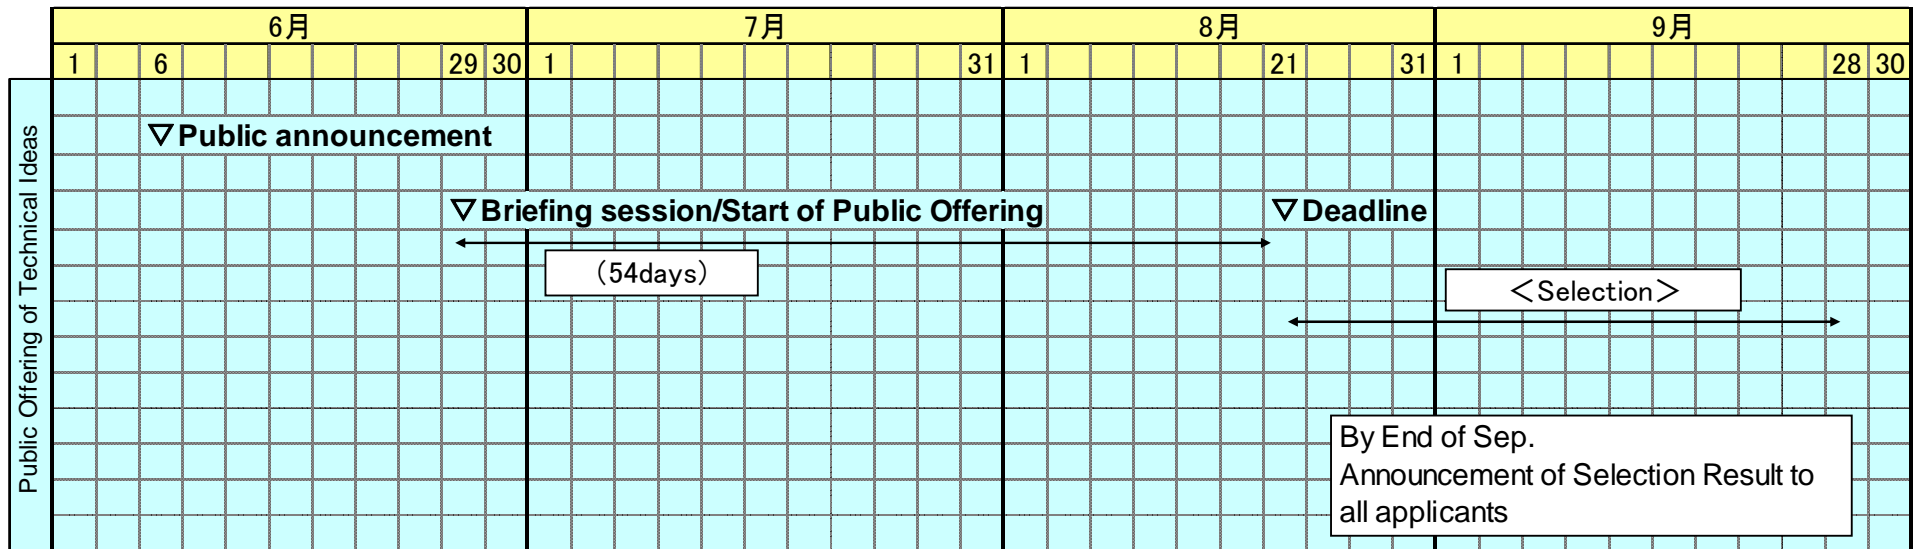 6月 7月 8月 9月
1 6 29 30 1 31 1 21 31 1 28 30
Public Offering of Technical Ideas
▽Public announcement
▽Briefing session/Start of Public Offering ▽Deadline
(54days)
＜Selection＞
By End of Sep.
Announcement of Selection Result to
all applicants